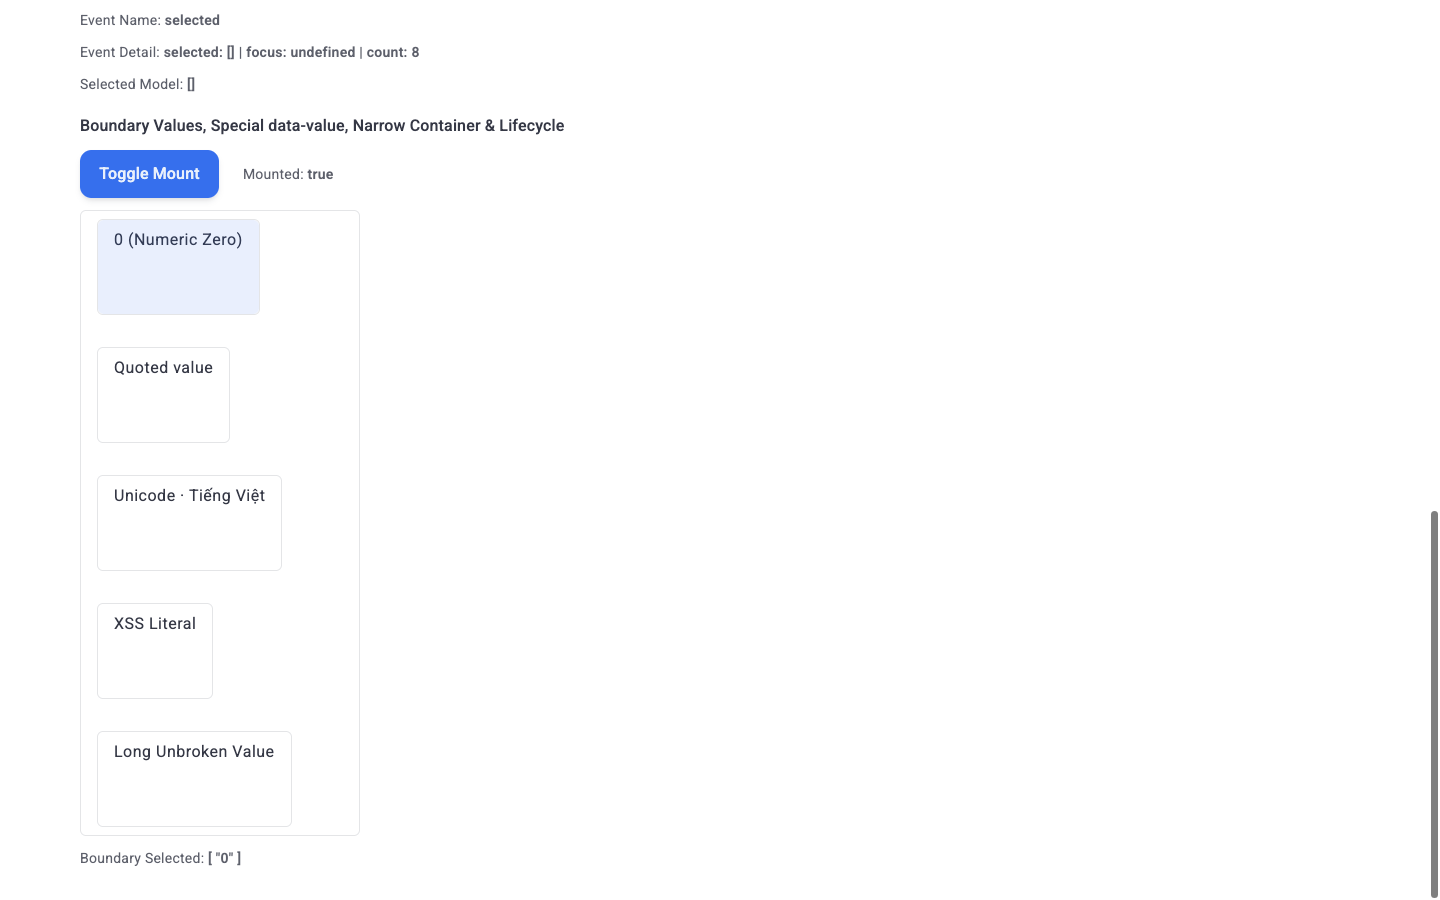 Event Name: selected
Event Detail: selected: [] | focus: undefined | count: 8
Selected Model: []
Boundary Values, Special data-value, Narrow Container & Lifecycle
Toggle Mount
Mounted: true
0 (Numeric Zero)
Quoted value
Unicode · Tiếng Việt
XSS Literal
Long Unbroken Value
Boundary Selected: [ "0" ]